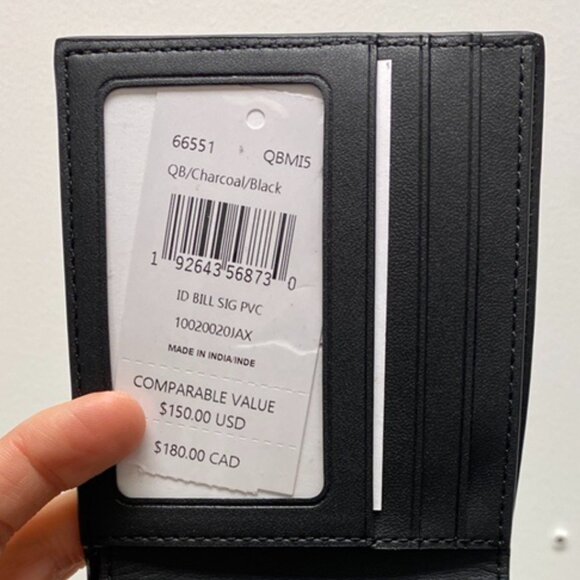 66551 QBMI5
QB/Charcoal/Black
1 92643 56873 0
ID BILL SIG PVC
10020020JAX
MADE IN INDIA/INDE
COMPARABLE VALUE
$150.00 USD
$180.00 CAD